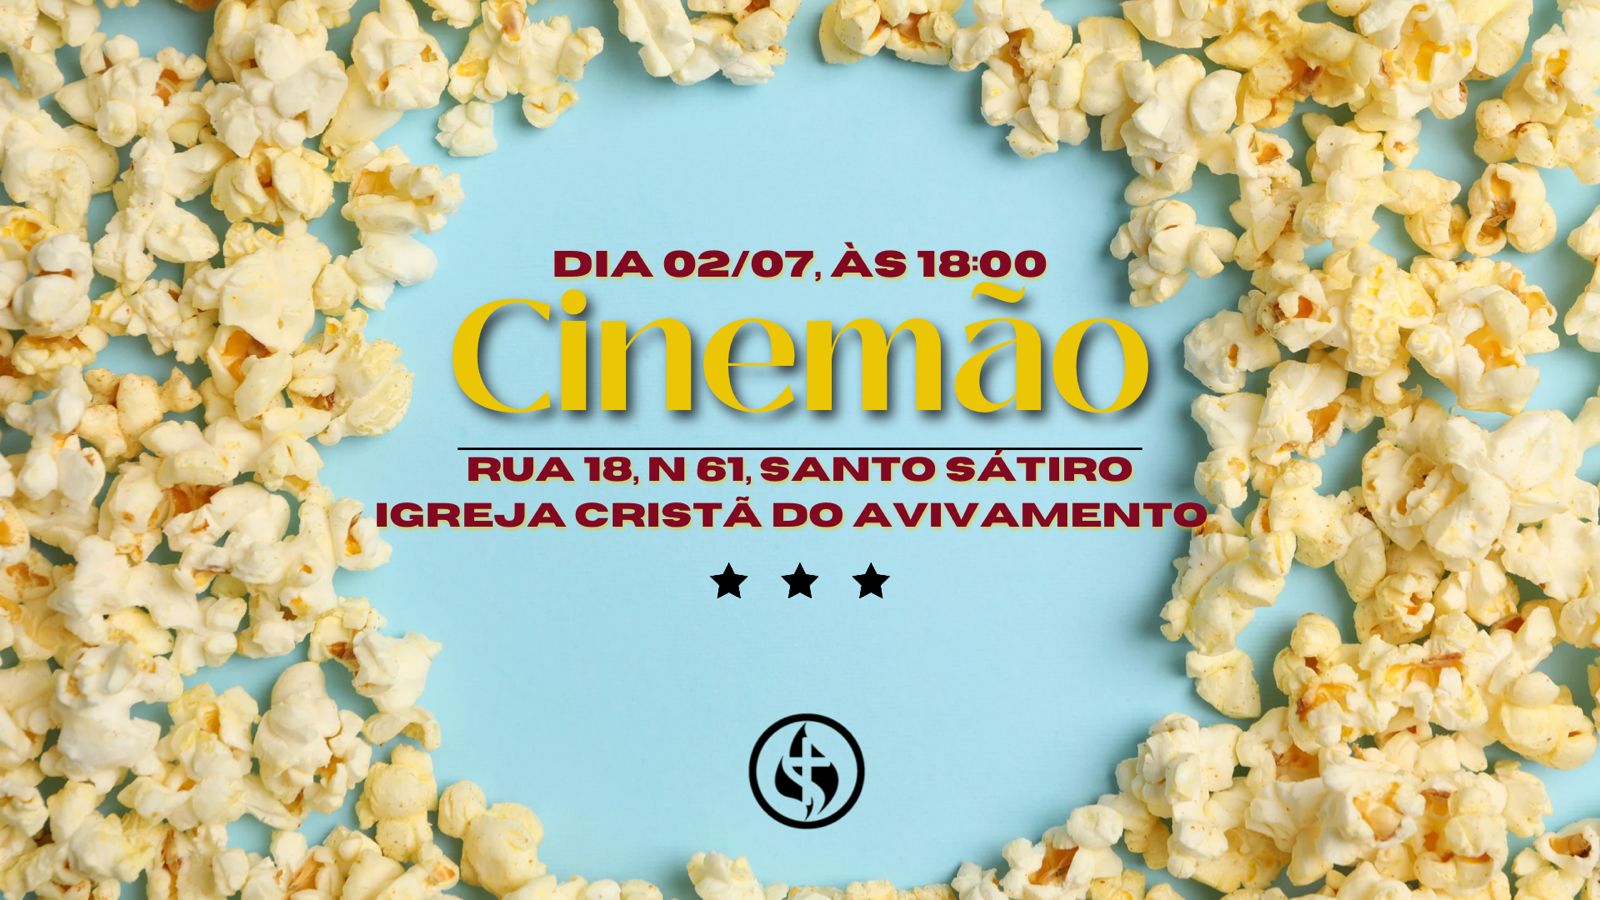 DIA 02/07, ÀS 18:00
Cinemão
RUA 18, N 61, SANTO SÁTIRO
IGREJA CRISTÃ DO AVIVAMENTO